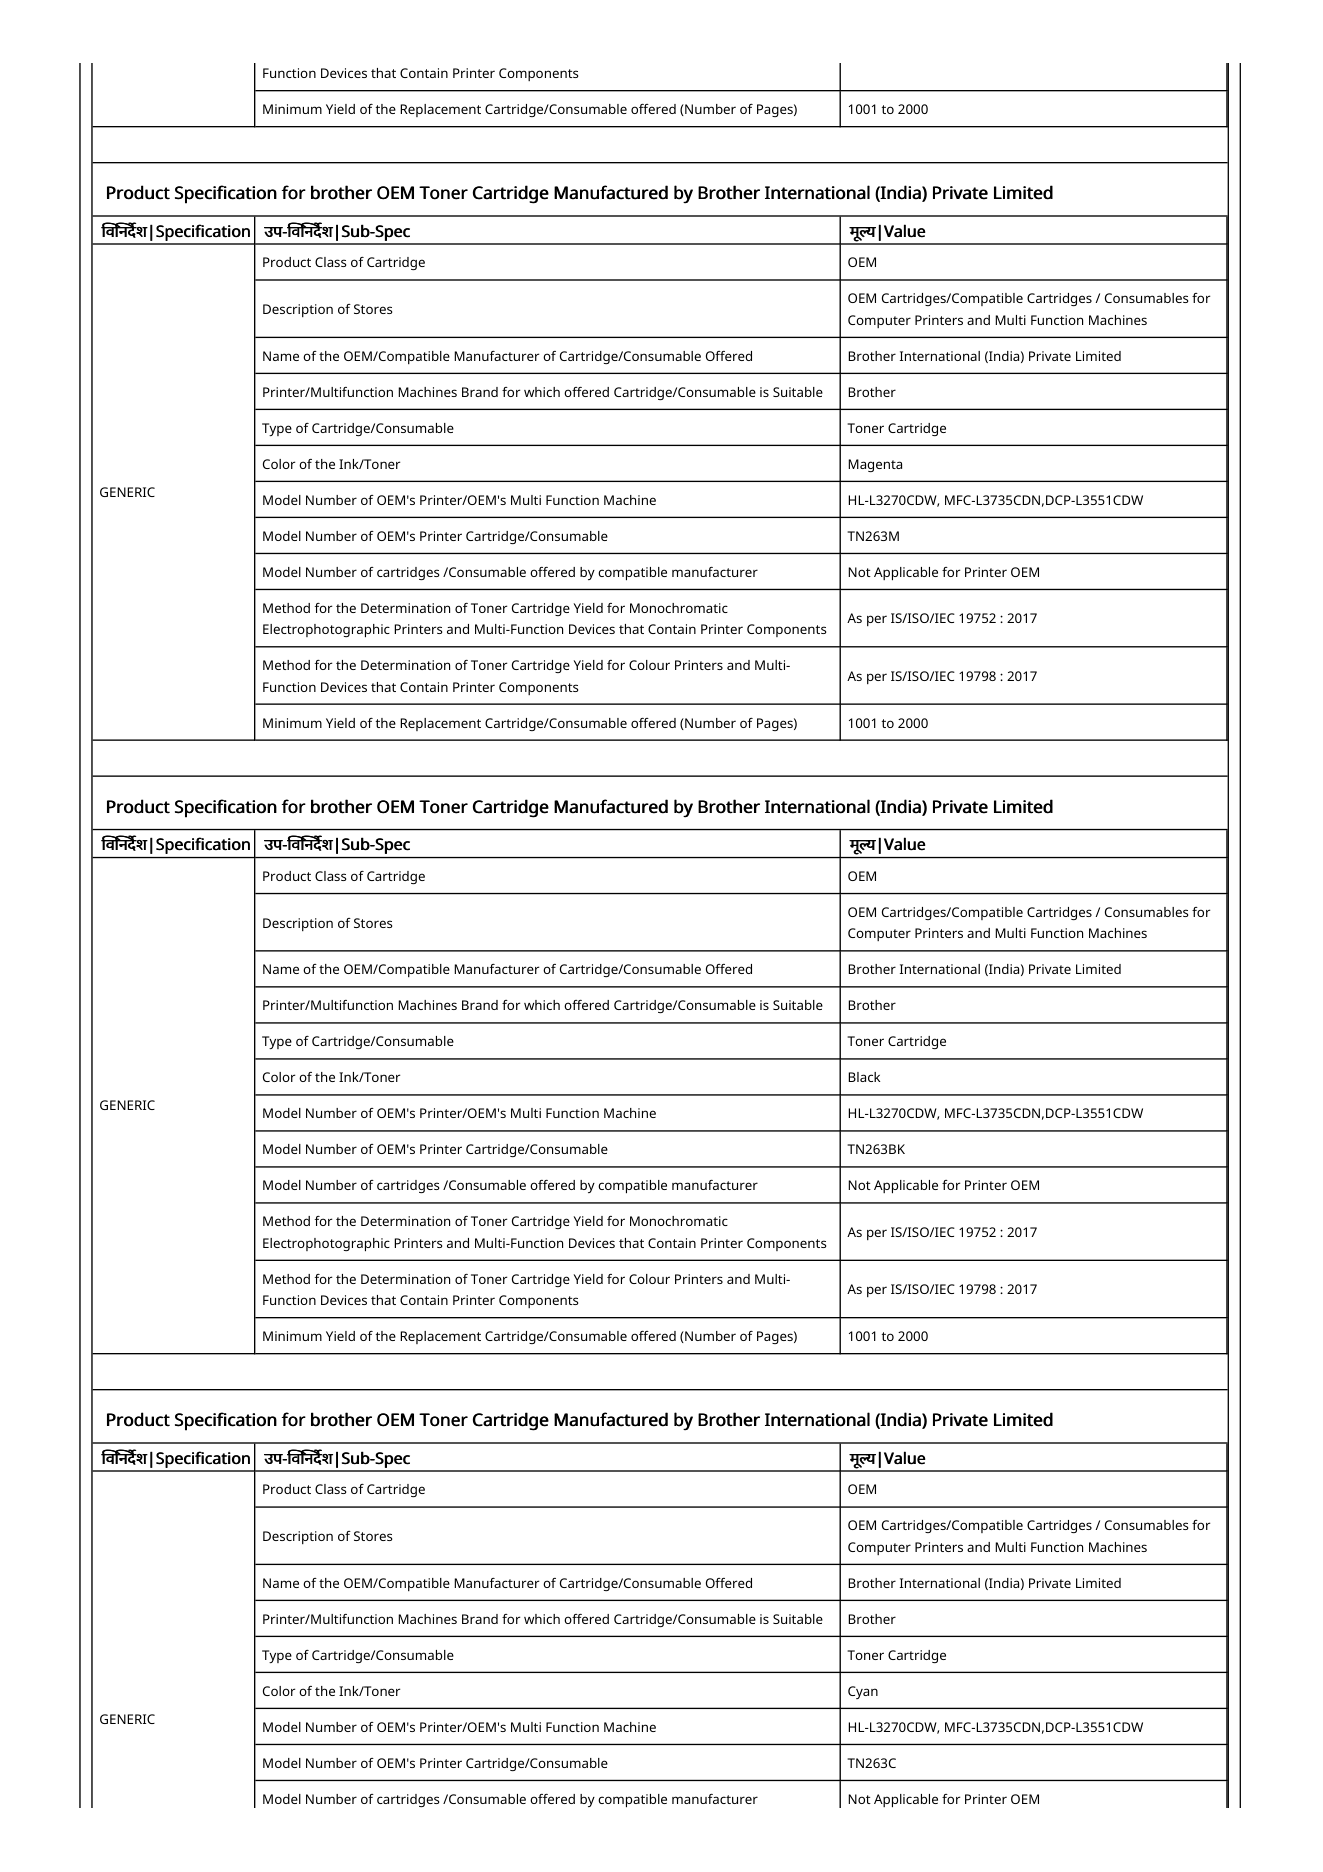 Function Devices that Contain Printer Components
Minimum Yield of the Replacement Cartridge/Consumable offered (Number of Pages) 1001 to 2000
Product Specification for brother OEM Toner Cartridge Manufactured by Brother International (India) Private Limited
विनिर्देश|Specification उप-विनिर्देश|Sub-Spec मूल्य|Value
Product Class of Cartridge OEM
Description of Stores OEM Cartridges/Compatible Cartridges / Consumables for
Computer Printers and Multi Function Machines
Name of the OEM/Compatible Manufacturer of Cartridge/Consumable Offered Brother International (India) Private Limited
Printer/Multifunction Machines Brand for which offered Cartridge/Consumable is Suitable Brother
Type of Cartridge/Consumable Toner Cartridge
Color of the Ink/Toner Magenta
GENERIC
Model Number of OEM's Printer/OEM's Multi Function Machine HL-L3270CDW, MFC-L3735CDN,DCP-L3551CDW
Model Number of OEM's Printer Cartridge/Consumable TN263M
Model Number of cartridges /Consumable offered by compatible manufacturer Not Applicable for Printer OEM
Method for the Determination of Toner Cartridge Yield for Monochromatic
Electrophotographic Printers and Multi-Function Devices that Contain Printer Components As per IS/ISO/IEC 19752 : 2017
Method for the Determination of Toner Cartridge Yield for Colour Printers and Multi-
Function Devices that Contain Printer Components As per IS/ISO/IEC 19798 : 2017
Minimum Yield of the Replacement Cartridge/Consumable offered (Number of Pages) 1001 to 2000
Product Specification for brother OEM Toner Cartridge Manufactured by Brother International (India) Private Limited
विनिर्देश|Specification उप-विनिर्देश|Sub-Spec मूल्य|Value
Product Class of Cartridge OEM
Description of Stores OEM Cartridges/Compatible Cartridges / Consumables for
Computer Printers and Multi Function Machines
Name of the OEM/Compatible Manufacturer of Cartridge/Consumable Offered Brother International (India) Private Limited
Printer/Multifunction Machines Brand for which offered Cartridge/Consumable is Suitable Brother
Type of Cartridge/Consumable Toner Cartridge
Color of the Ink/Toner Black
GENERIC
Model Number of OEM's Printer/OEM's Multi Function Machine HL-L3270CDW, MFC-L3735CDN,DCP-L3551CDW
Model Number of OEM's Printer Cartridge/Consumable TN263BK
Model Number of cartridges /Consumable offered by compatible manufacturer Not Applicable for Printer OEM
Method for the Determination of Toner Cartridge Yield for Monochromatic
Electrophotographic Printers and Multi-Function Devices that Contain Printer Components As per IS/ISO/IEC 19752 : 2017
Method for the Determination of Toner Cartridge Yield for Colour Printers and Multi-
Function Devices that Contain Printer Components As per IS/ISO/IEC 19798 : 2017
Minimum Yield of the Replacement Cartridge/Consumable offered (Number of Pages) 1001 to 2000
Product Specification for brother OEM Toner Cartridge Manufactured by Brother International (India) Private Limited
विनिर्देश|Specification उप-विनिर्देश|Sub-Spec मूल्य|Value
Product Class of Cartridge OEM
Description of Stores OEM Cartridges/Compatible Cartridges / Consumables for
Computer Printers and Multi Function Machines
Name of the OEM/Compatible Manufacturer of Cartridge/Consumable Offered Brother International (India) Private Limited
Printer/Multifunction Machines Brand for which offered Cartridge/Consumable is Suitable Brother
Type of Cartridge/Consumable Toner Cartridge
Color of the Ink/Toner Cyan
GENERIC
Model Number of OEM's Printer/OEM's Multi Function Machine HL-L3270CDW, MFC-L3735CDN,DCP-L3551CDW
Model Number of OEM's Printer Cartridge/Consumable TN263C
Model Number of cartridges /Consumable offered by compatible manufacturer Not Applicable for Printer OEM